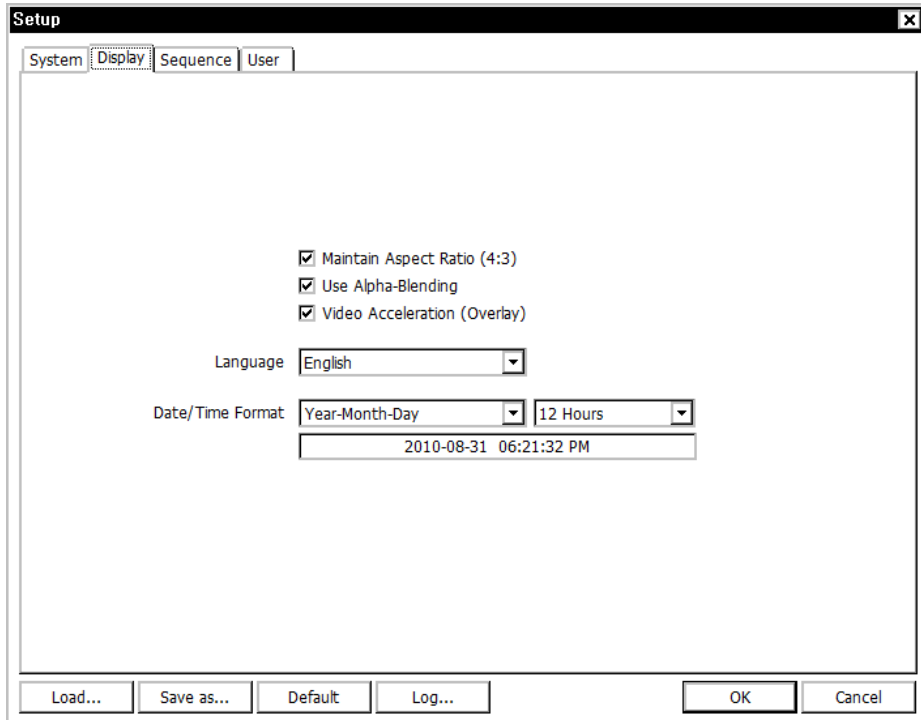 Setup
System Display Sequence User
Maintain Aspect Ratio (4:3)
Use Alpha-Blending
Video Acceleration (Overlay)
Language English
Date/Time Format Year-Month-Day 12 Hours
2010-08-31 06:21:32 PM
Load... Save as... Default Log... OK Cancel